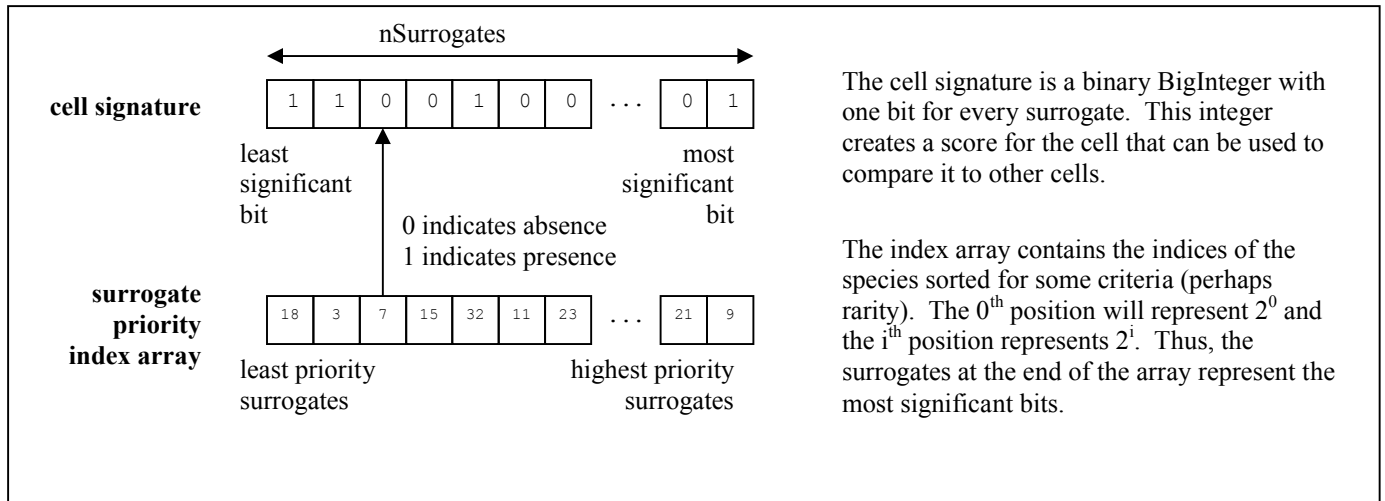 nSurrogates
cell signature
1 1 0 0 1 0 0 ... 0 1
least
significant
bit
most
significant
bit
0 indicates absence
1 indicates presence
surrogate
priority
index array
18 3 7 15 32 11 23 ... 21 9
least priority
surrogates
highest priority
surrogates
The cell signature is a binary BigInteger with
one bit for every surrogate. This integer
creates a score for the cell that can be used to
compare it to other cells.
The index array contains the indices of the
species sorted for some criteria (perhaps
rarity). The 0th position will represent 2^0 and
the ith position represents 2^i. Thus, the
surrogates at the end of the array represent the
most significant bits.